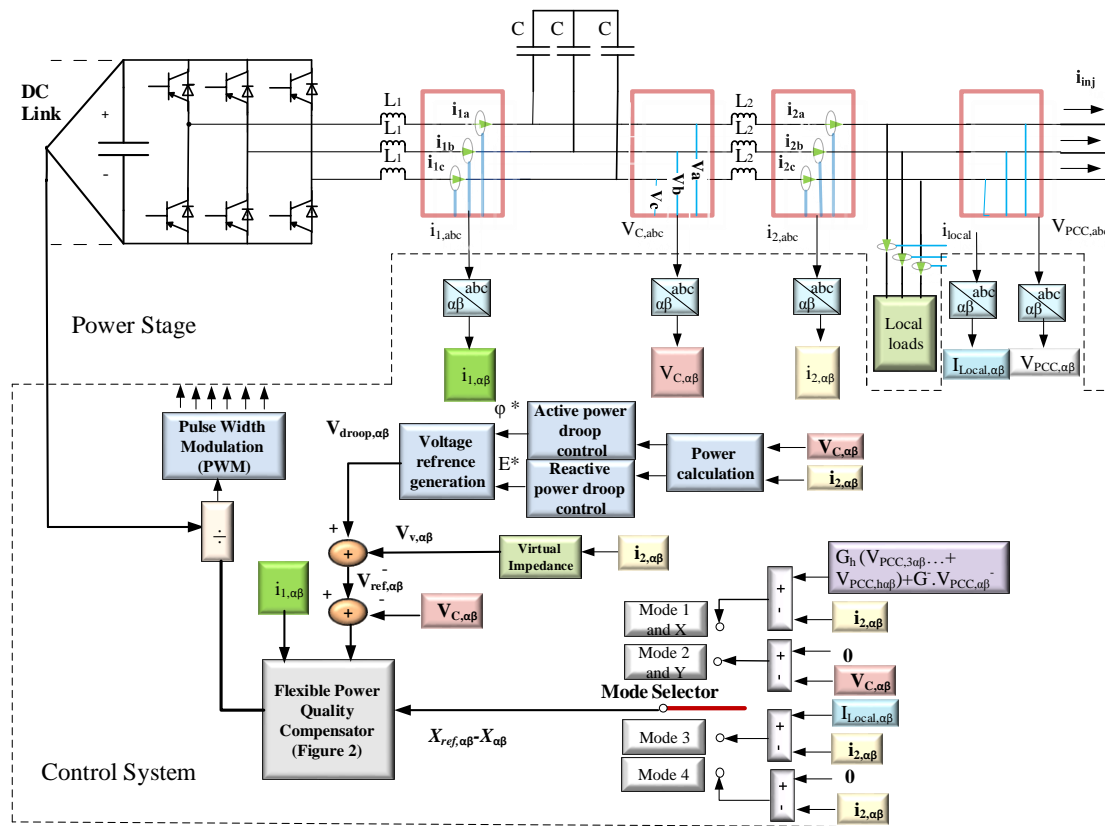 C
C
C
DC
Link
+
-
L1
L1
L1
i1a
i1b
i1c
Va
Vb
Vc
L2
L2
L2
i2a
i2b
i2c
iinj
i1,abc
VC,abc
i2,abc
ilocal
VPCC,abc
abc
αβ
abc
αβ
abc
αβ
abc
αβ
abc
αβ
Power Stage
i1,αβ
VC,αβ
i2,αβ
Local
loads
ILocal,αβ
VPCC,αβ
Pulse Width
Modulation
(PWM)
Vdroop,αβ
Voltage
refrence
generation
φ *
E*
Active power
droop
control
Reactive
power droop
control
Power
calculation
VC,αβ
i2,αβ
÷
+
+
Vv,αβ
-
Virtual
Impedance
i2,αβ
Vref,αβ
+
-
+
VC,αβ
i1,αβ
Gh (VPCC,3αβ...+
VPCC,hαβ)+G-.VPCC,αβ-
+
-
i2,αβ
Mode 1
and X
Mode 2
and Y
+
-
0
VC,αβ
Mode Selector
Flexible Power
Quality
Compensator
(Figure 2)
Xref,αβ-Xαβ
Mode 3
+
-
ILocal,αβ
i2,αβ
Mode 4
+
-
0
i2,αβ
Control System